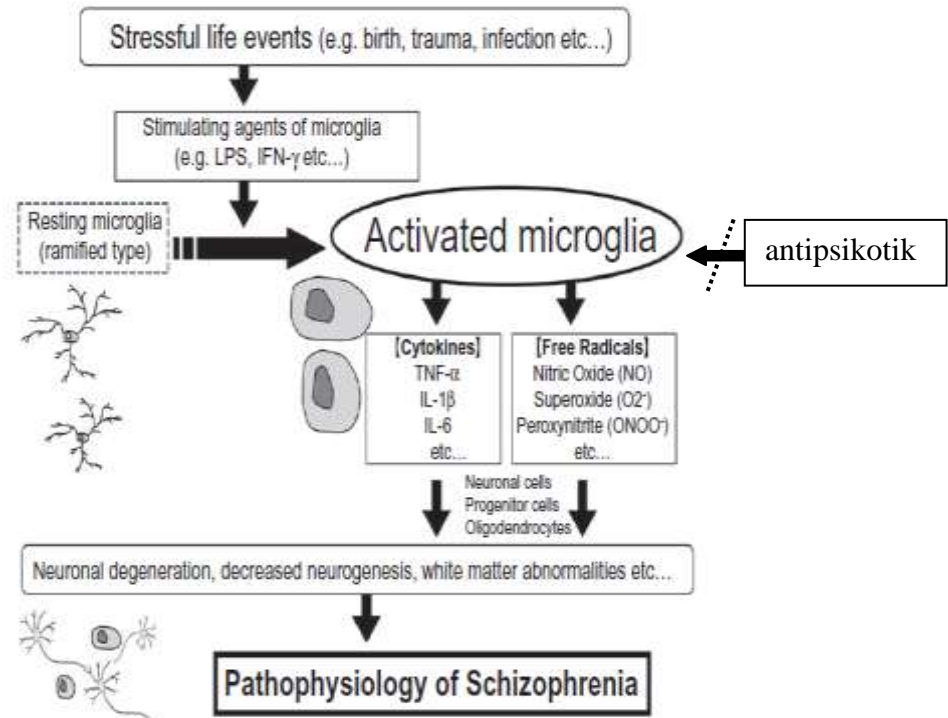 Stressful life events (e.g. birth, trauma, infection etc...)
Stimulating agents of microglia
(e.g. LPS, IFN-γ etc...)
Resting microglia
(ramified type)
Activated microglia
antipsikotik
[Cytokines]
TNF-α
IL-1β
IL-6
etc...
[Free Radicals]
Nitric Oxide (NO)
Superoxide (O2⁻)
Peroxynitrite (ONOO⁻)
etc...
Neuronal cells
Progenitor cells
Oligodendrocytes
Neuronal degeneration, decreased neurogenesis, white matter abnormalities etc...
Pathophysiology of Schizophrenia